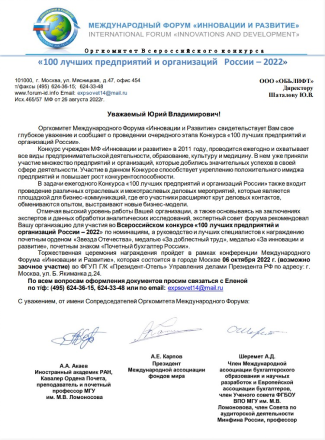 МЕЖДУНАРОДНЫЙ ФОРУМ «ИННОВАЦИИ И РАЗВИТИЕ»
INTERNATIONAL FORUM «INNOVATIONS AND DEVELOPMENT»
Оргкомитет Всероссийского конкурса
«100 лучших предприятий и организаций России – 2022»
101000, г. Москва, ул. Мясницкая, д.47, офис 454
т/факсы (495) 624-36-15; 624-33-48
www.forum-id.info Email: expsovet14@mail.ru
Исх.465/57 МФ от 26 августа 2022г.
ООО «ОБЫЛИФТ»
Директору
Шаталову Ю.В.
Уважаемый Юрий Владимирович!
Оргкомитет Международного Форума «Инновации и Развитие» свидетельствует Вам свое
глубокое уважение и сообщает о проведении очередного этапа Конкурса «100 лучших предприятий и
организаций России».
Конкурс учрежден МФ «Инновации и развитие» в 2011 году, проводится ежегодно и охватывает
все виды предпринимательской деятельности, образование, культуру и медицину. В нем уже приняли
участие множество предприятий и организаций, которые добились значительных успехов в своей
сфере деятельности. Участие в данном Конкурсе способствует укреплению положительного имиджа
предприятий и повышает рост их конкурентоспособности.
В задачи ежегодного Конкурса «100 лучших предприятий и организаций России» также входит
проведение различных отраслевых и межотраслевых деловых мероприятий, которые являются
площадкой для бизнес-коммуникаций, где его участники расширяют круг деловых контактов,
обмениваются опытом, выстраивают новые бизнес-модели.
Отмечая высокий уровень работы Вашей организации, а также основываясь на заключениях
экспертов и данных обработки аналитических исследований, экспертный совет форума рекомендовал
Вашу организацию для участия во Всероссийском конкурсе «100 лучших предприятий и
организаций России – 2022» по номинациям, а руководство и лучших специалистов к награждению
почетным орденом «Звезда Отечества», медалью «За доблестный труд», медалью «За инновации и
развитие», почетным знаком «Почетный бухгалтер России».
Торжественная церемония награждения пройдет в рамках конференции Международного
Форума «Инновации и Развитие», которая состоится в городе Москве 06 октября 2022 г. (возможно
заочное участие) во ФГУП Г/К «Президент-Отель» Управления делами Президента РФ по адресу: г.
Москва, ул. Б. Якиманка д.24.
По всем вопросам оформления документов просим связаться с Еленой
по т/ф: (495) 624-36-15, 624-33-48 или по email: expsovet14@mail.ru
С уважением, от имени Сопредседателей Оргкомитета Международного Форума:
А.А. Акаев
Иностранный академик РАН,
Кавалер Ордена Почета,
преподаватель и почетный
профессор МГУ
им. М.В. Ломоносова
А.Е. Карпов
Президент
Международной ассоциации
фондов мира
Шеремет А.Д.
Член Международной
ассоциации бухгалтерского
образования и научных
разработок и Европейской
ассоциации бухгалтеров,
член Ученого совета ФГБОУ
ВПО МГУ им. М.В.
Ломоносова, член Совета по
аудиторской деятельности
Минфина России, профессор